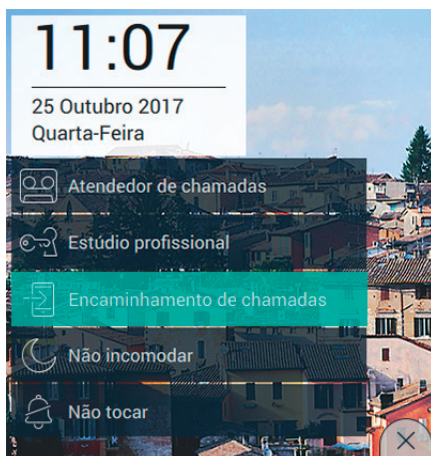 11:07
25 Outubro 2017
Quarta-Feira
Atendedor de chamadas
Estúdio profissional
Encaminhamento de chamadas
Não incomodar
Não tocar